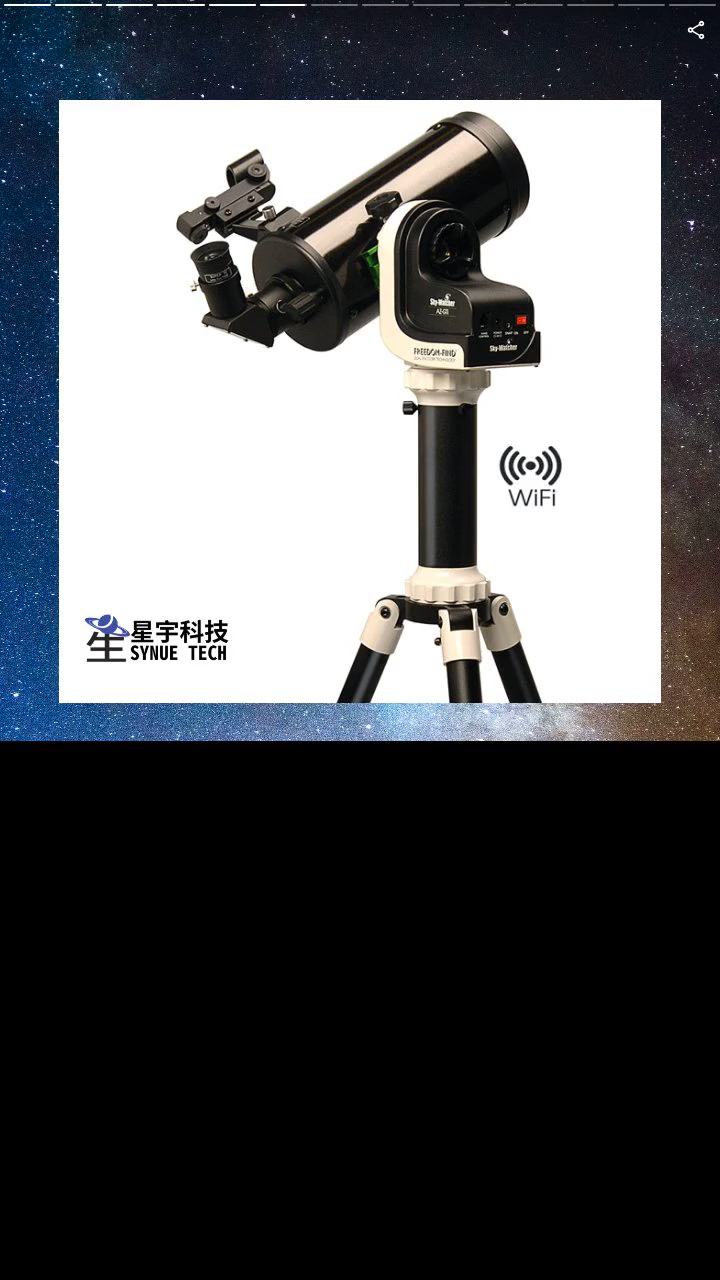 Sky-Watcher
AZ-GTi
Sky-Watcher
FREEDOM-FIND
WiFi
星宇科技
SYNUE TECH